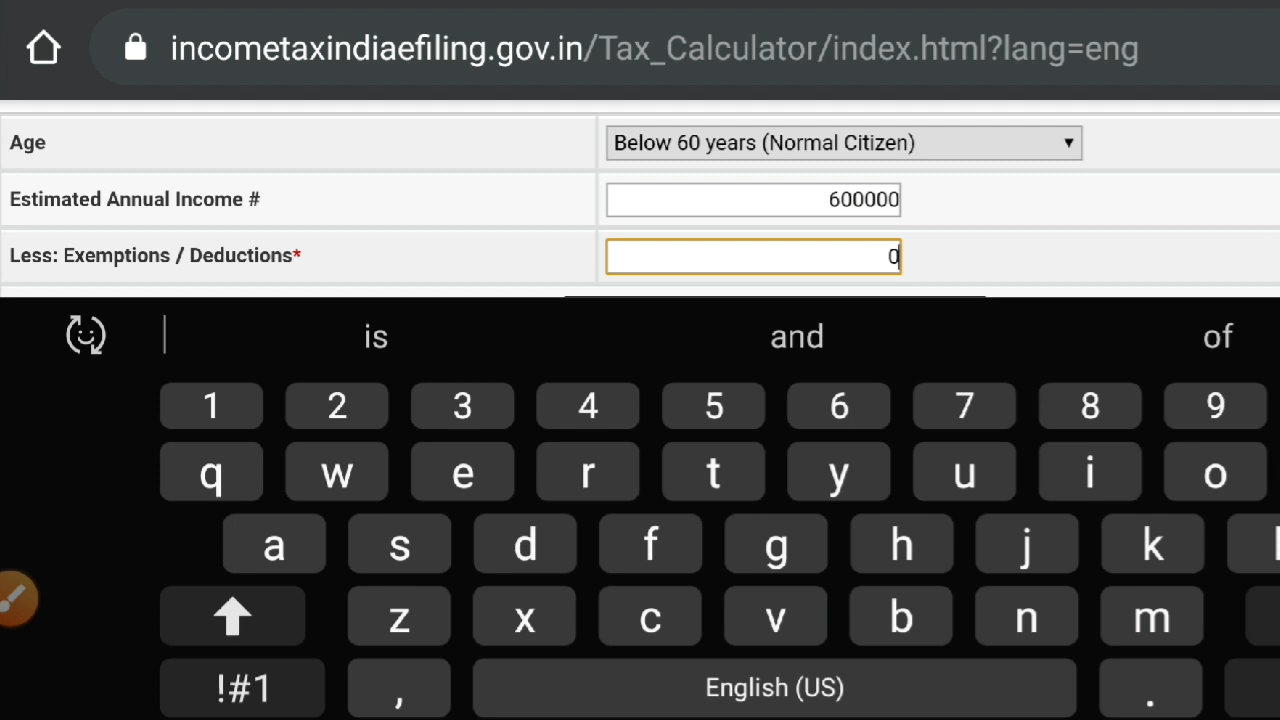 incometaxindiaefiling.gov.in/Tax_Calculator/index.html?lang=eng
Age Below 60 years (Normal Citizen)
Estimated Annual Income # 600000
Less: Exemptions / Deductions* 0
is and of
1 2 3 4 5 6 7 8 9
q w e r t y u i o
a s d f g h j k
z x c v b n m
!#1 , English (US) .